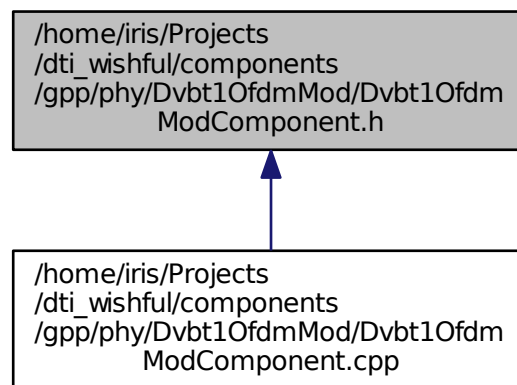 /home/iris/Projects
/dti_wishful/components
/gpp/phy/Dvbt1OfdmMod/Dvbt1Ofdm
ModComponent.h
/home/iris/Projects
/dti_wishful/components
/gpp/phy/Dvbt1OfdmMod/Dvbt1Ofdm
ModComponent.cpp